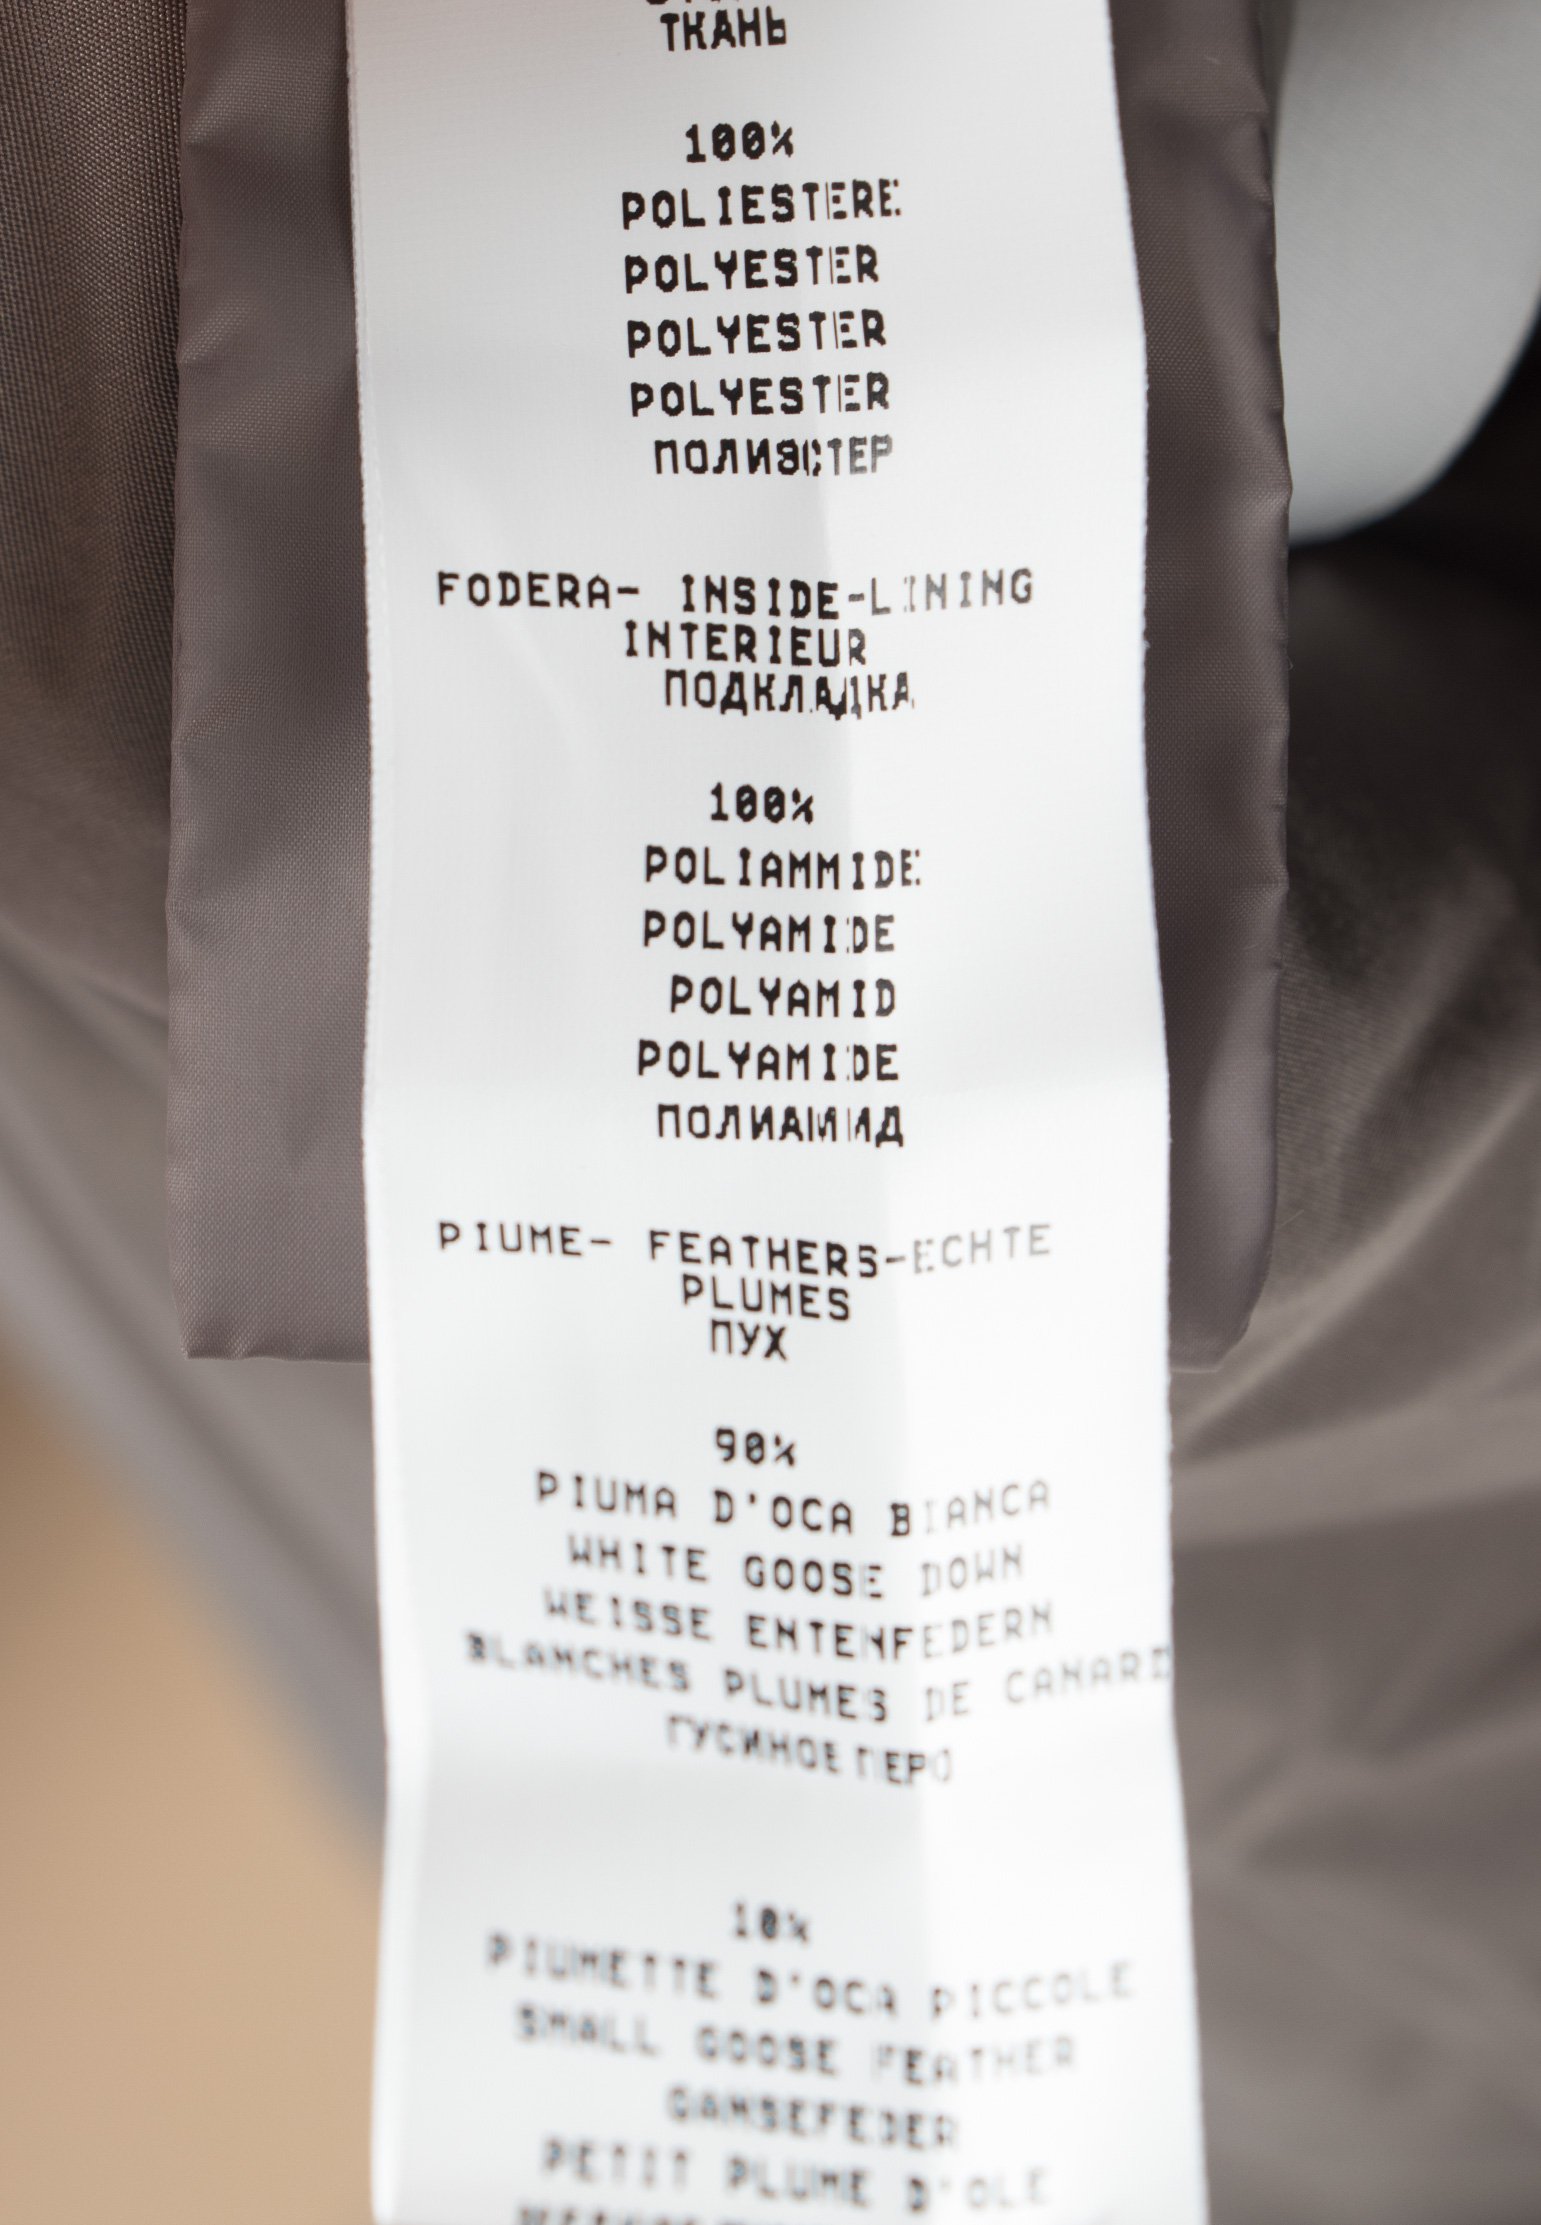 ТКАНЬ
100%
POLIESTERE
POLYESTER
POLYESTER
POLYESTER
ПОЛИЭСТЕР
FODERA- INSIDE-LINING
INTERIEUR
ПОДКЛАДКА
100%
POLIAMMIDE
POLYAMIDE
POLYAMID
POLYAMIDE
ПОЛИАМИД
PIUME- FEATHERS-ECHTE
PLUMES
ПУХ
90%
PIUMA D'OCA BIANCA
WHITE GOOSE DOWN
WEISSE ENTENFEDERN
BLANCHES PLUMES DE CANARD
ГУСИНОЕ ПЕРО
10%
PIUMETTE D'OCA PICCOLE
SMALL GOOSE FEATHER
GANSEFEDER
PETIT PLUME D'OLE